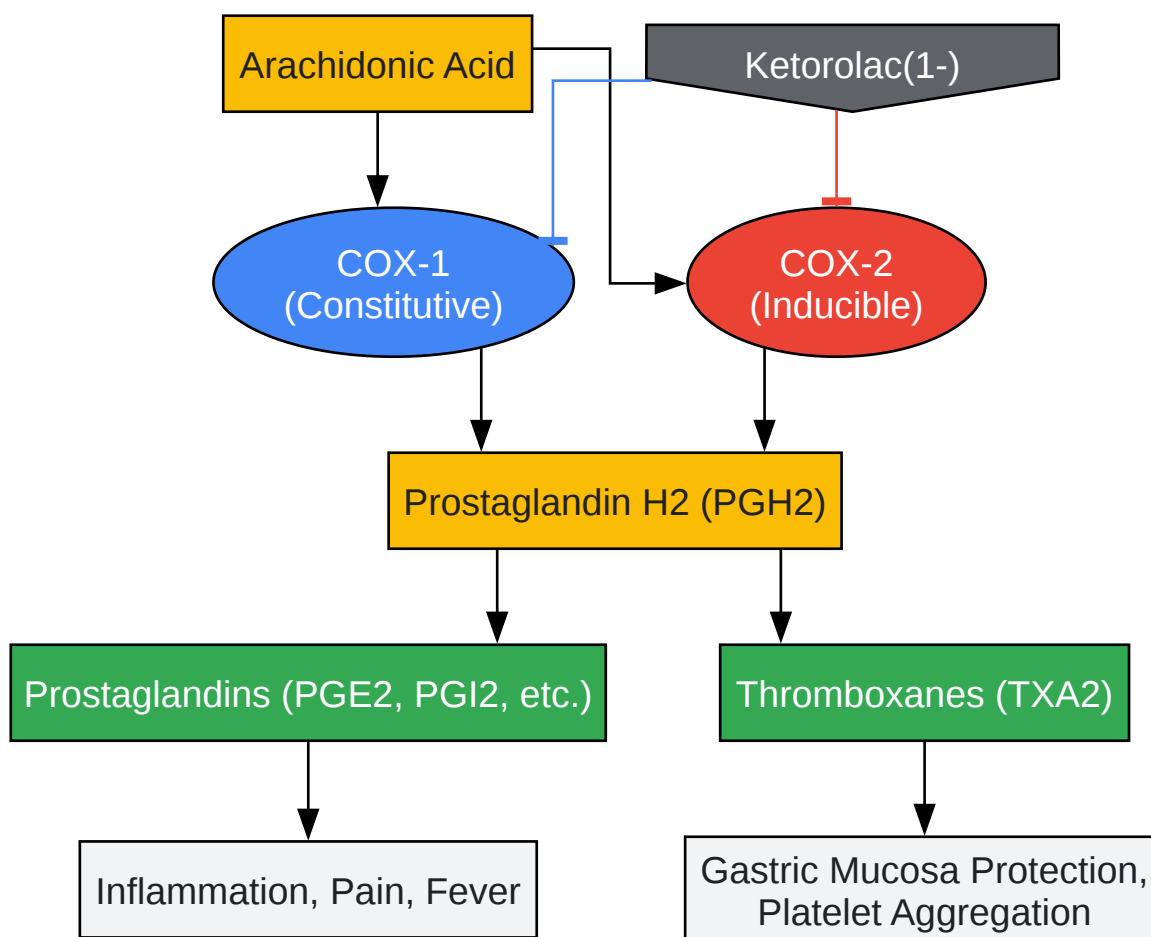 Arachidonic Acid
Ketorolac(1-)
COX-1
(Constitutive)
COX-2
(Inducible)
Prostaglandin H2 (PGH2)
Prostaglandins (PGE2, PGI2, etc.)
Thromboxanes (TXA2)
Inflammation, Pain, Fever
Gastric Mucosa Protection,
Platelet Aggregation